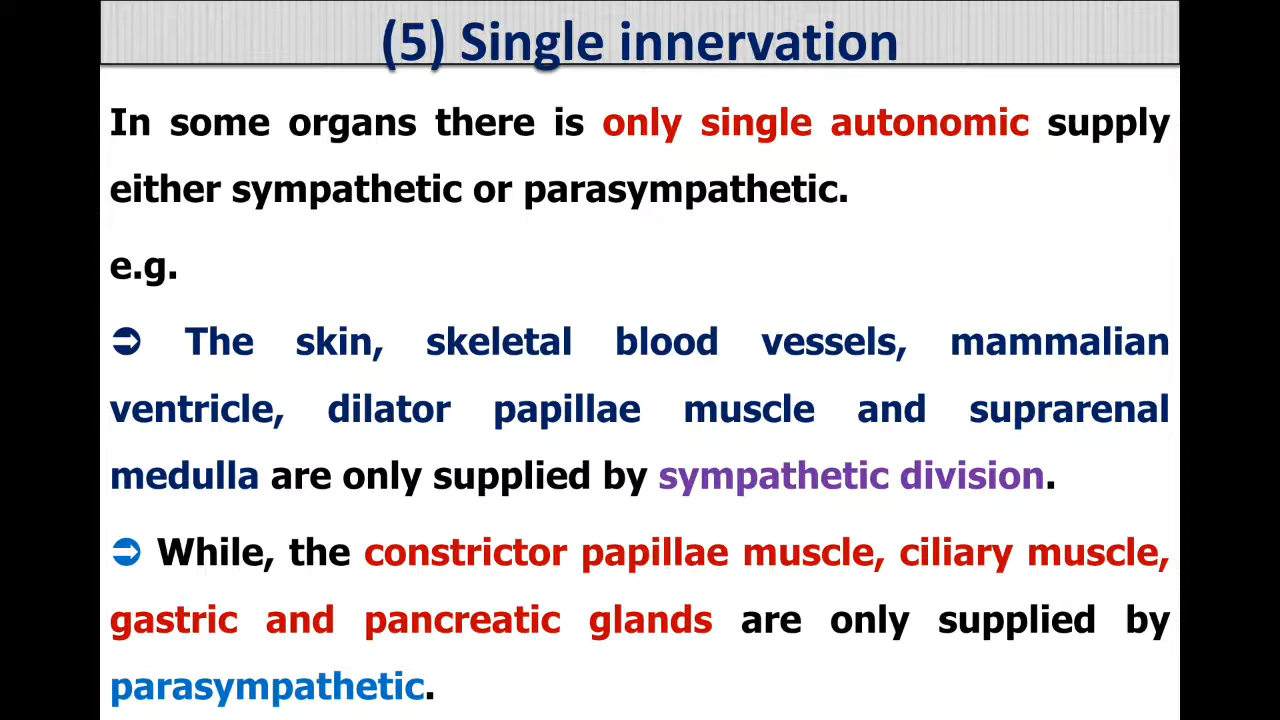 (5) Single innervation
In some organs there is only single autonomic supply
either sympathetic or parasympathetic.
e.g.
➲ The skin, skeletal blood vessels, mammalian
ventricle, dilator papillae muscle and suprarenal
medulla are only supplied by sympathetic division.
➲ While, the constrictor papillae muscle, ciliary muscle,
gastric and pancreatic glands are only supplied by
parasympathetic.